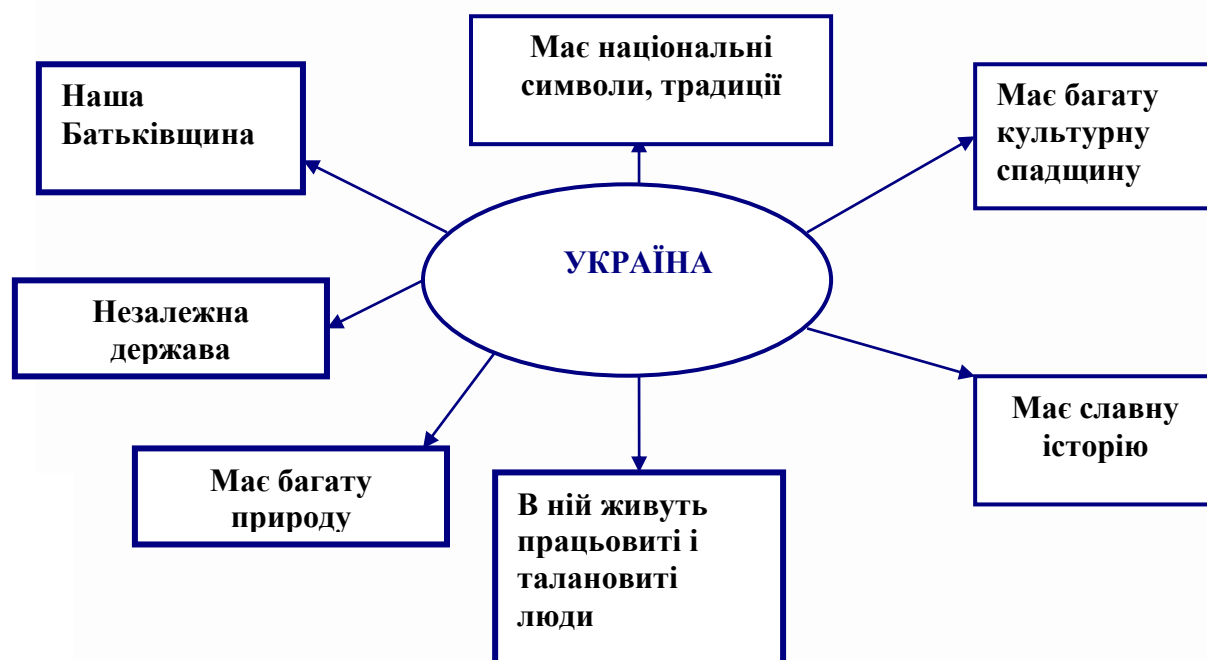 Має національні
символи, традиції
Наша
Батьківщина
Має багату
культурну
спадщину
УКРАЇНА
Незалежна
держава
Має славну
історію
Має багату
природу
В ній живуть
працьовиті і
талановиті
люди